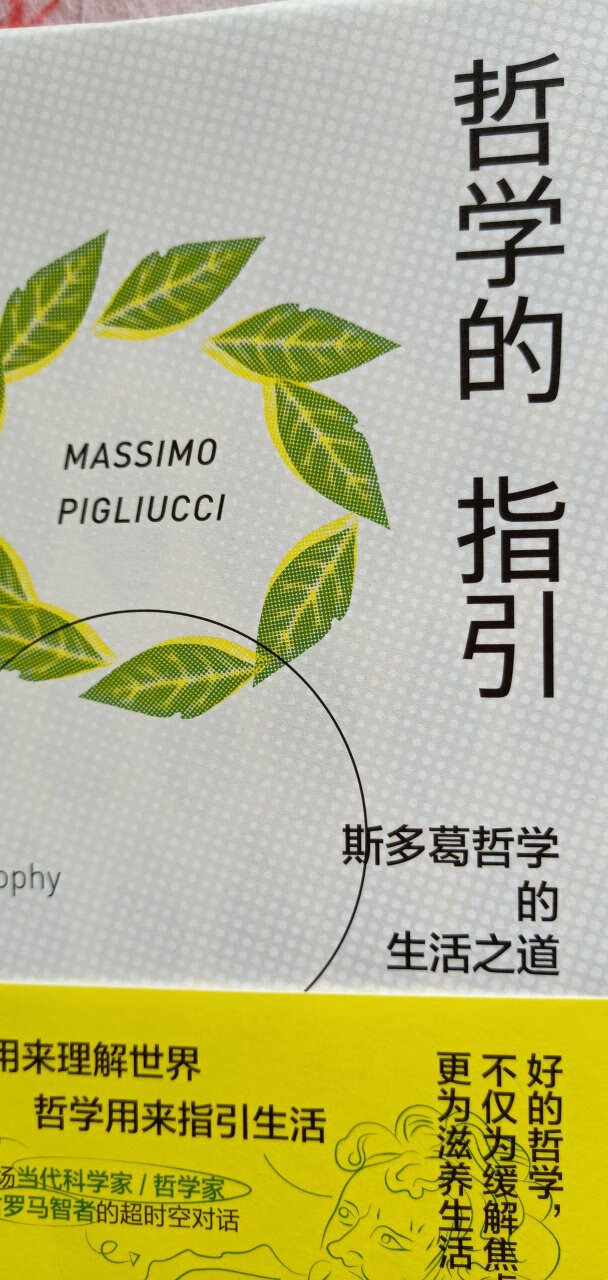 哲学的 指引
MASSIMO
PIGLIUCCI
斯多葛哲学
的
生活之道
ophy
用来理解世界
哲学用来指引生活
场当代科学家 / 哲学家
罗马智者的超时空对话
好的哲学，
不仅为缓解焦
更为滋养生活